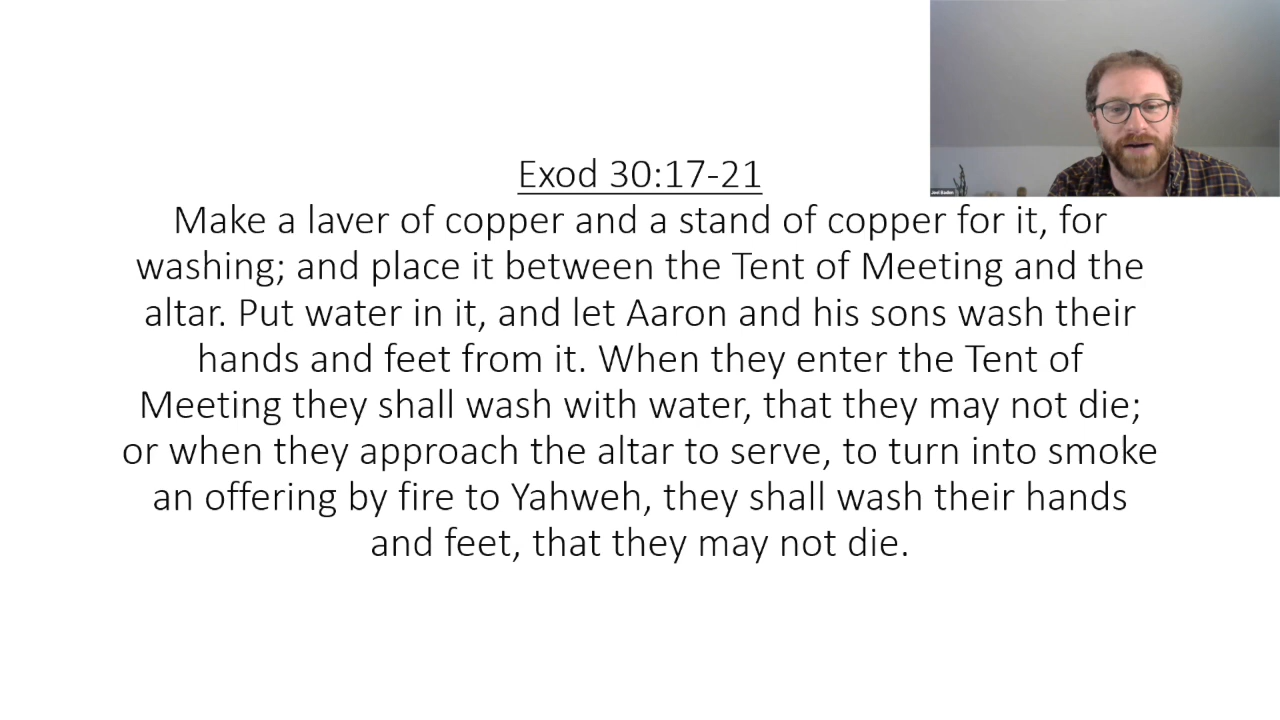 Exod 30:17-21
Make a laver of copper and a stand of copper for it, for
washing; and place it between the Tent of Meeting and the
altar. Put water in it, and let Aaron and his sons wash their
hands and feet from it. When they enter the Tent of
Meeting they shall wash with water, that they may not die;
or when they approach the altar to serve, to turn into smoke
an offering by fire to Yahweh, they shall wash their hands
and feet, that they may not die.
Joel Baden